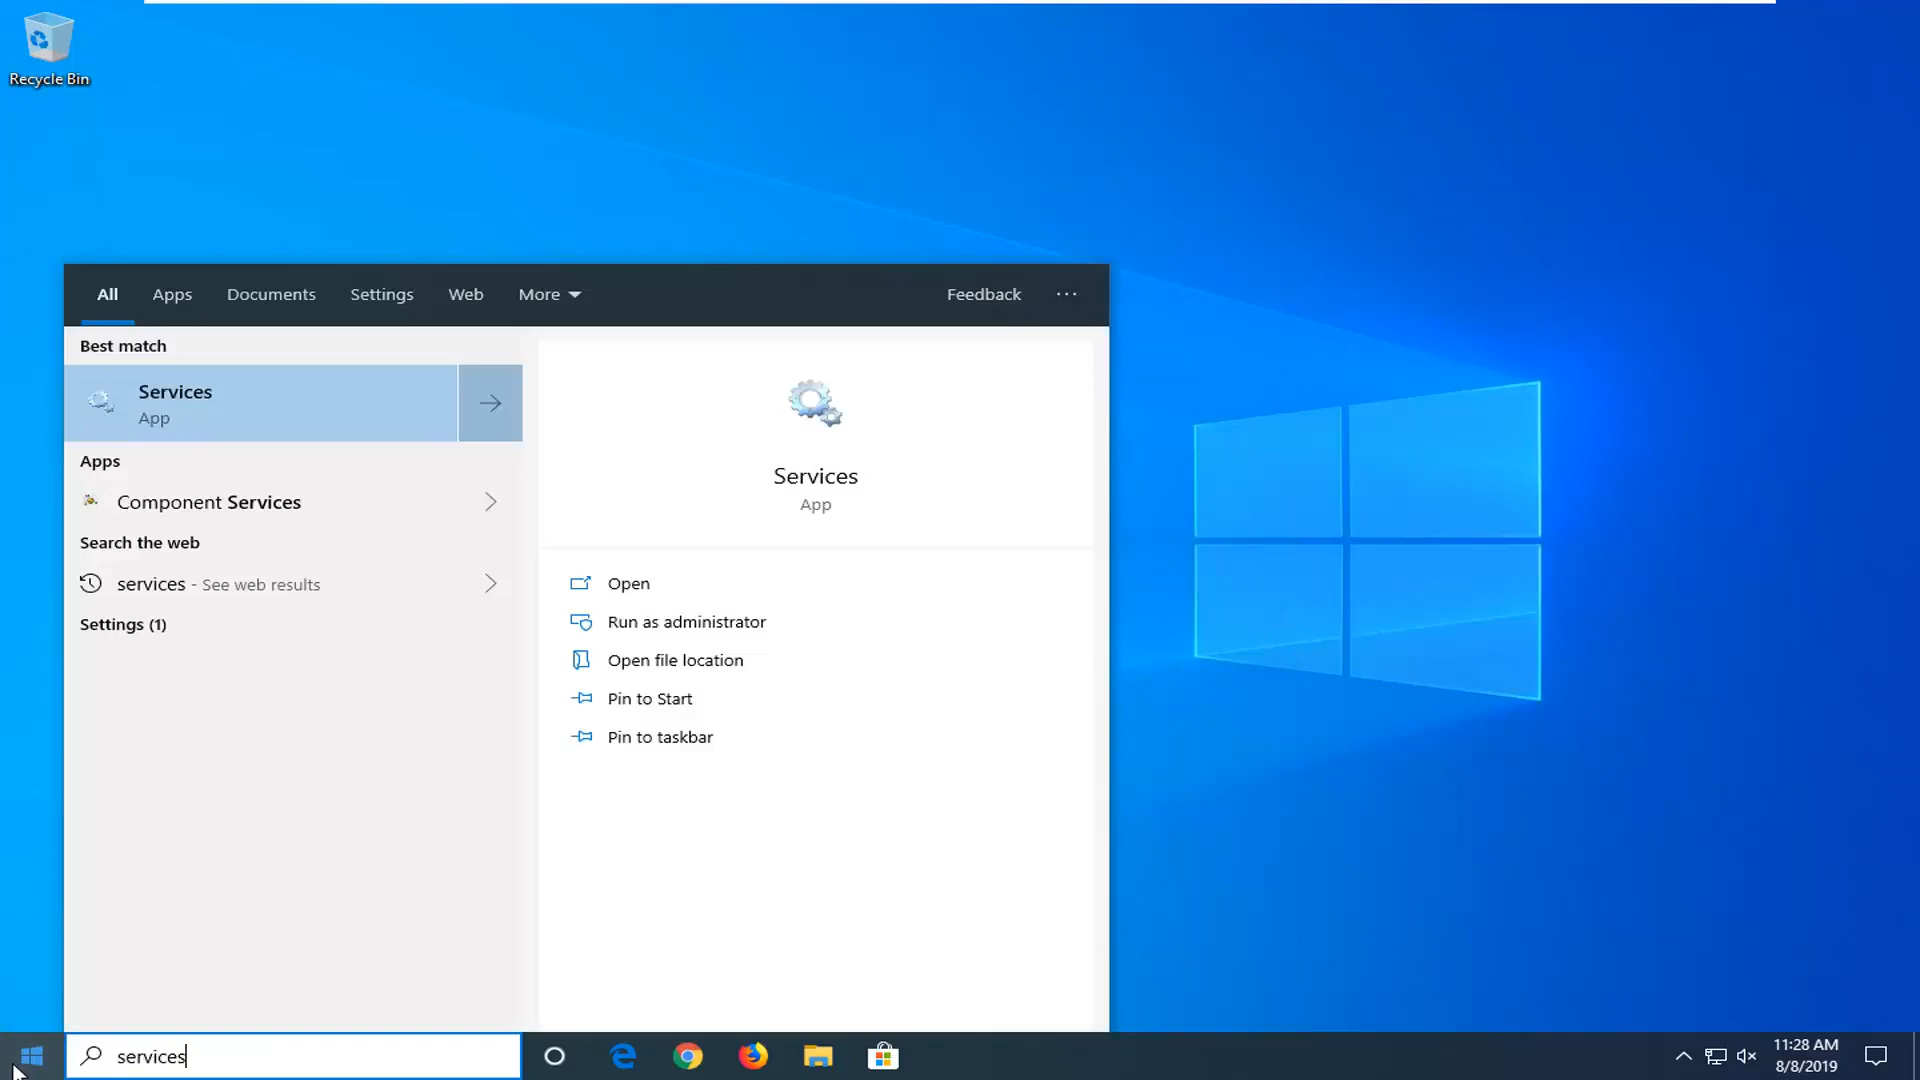 Recycle Bin
All Apps Documents Settings Web More Feedback ···
Best match
Services
App
Apps
Component Services
Search the web
services - See web results
Settings (1)
Services
App
Open
Run as administrator
Open file location
Pin to Start
Pin to taskbar
services
11:28 AM
8/8/2019